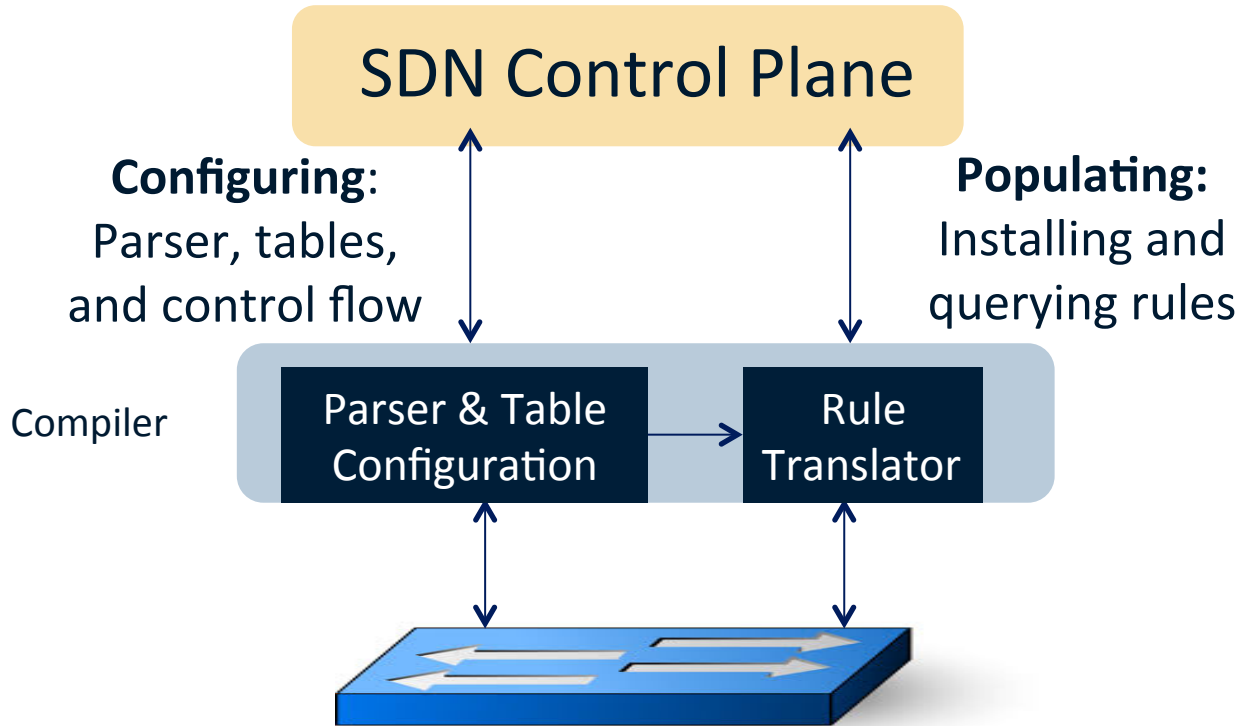 SDN Control Plane
Configuring:
Parser, tables,
and control flow
Populating:
Installing and
querying rules
Compiler
Parser & Table
Configuration
Rule
Translator